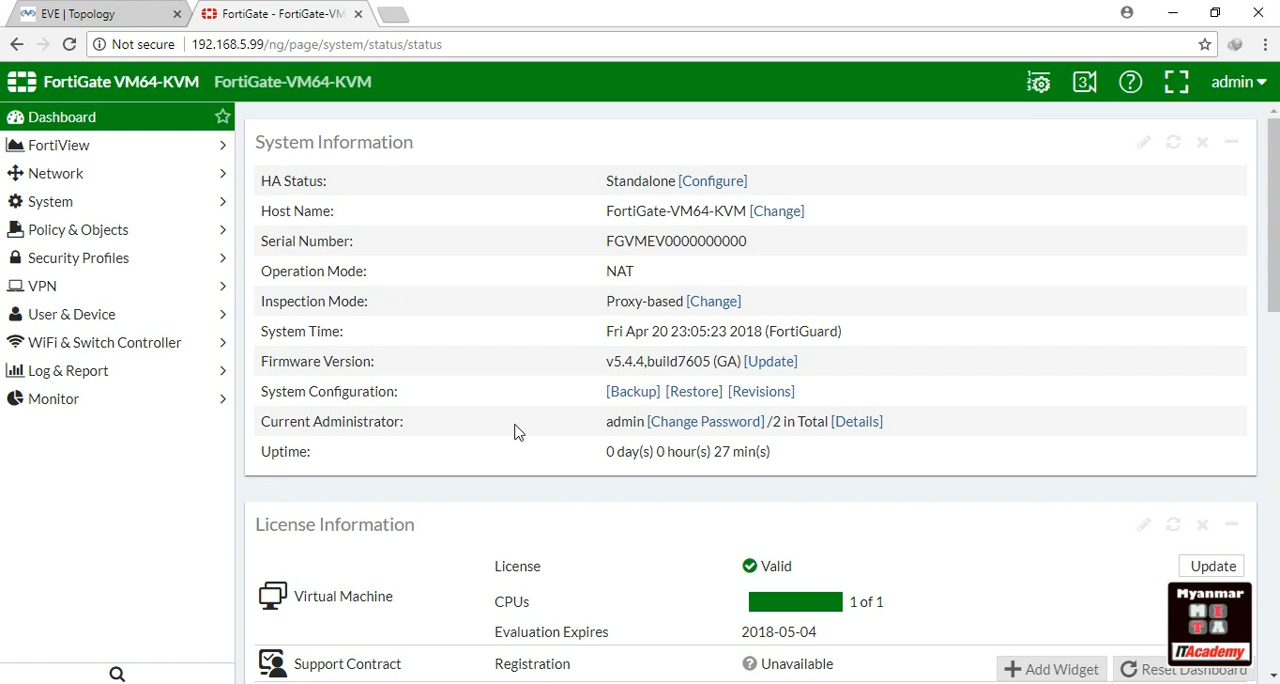 EVE | Topology
FortiGate - FortiGate-VM
Not secure
192.168.5.99/ng/page/system/status/status
FortiGate VM64-KVM FortiGate-VM64-KVM
3
?
admin
Dashboard
FortiView
Network
System
Policy & Objects
Security Profiles
VPN
User & Device
WiFi & Switch Controller
Log & Report
Monitor
System Information
HA Status: Standalone [Configure]
Host Name: FortiGate-VM64-KVM [Change]
Serial Number: FGVMEV0000000000
Operation Mode: NAT
Inspection Mode: Proxy-based [Change]
System Time: Fri Apr 20 23:05:23 2018 (FortiGuard)
Firmware Version: v5.4.4,build7605 (GA) [Update]
System Configuration: [Backup] [Restore] [Revisions]
Current Administrator: admin [Change Password] /2 in Total [Details]
Uptime: 0 day(s) 0 hour(s) 27 min(s)
License Information
Virtual Machine
License Valid Update
CPUs 1 of 1
Evaluation Expires 2018-05-04
Support Contract Registration Unavailable
Add Widget
Reset Dashboard
Myanmar
M I
T A
ITAcademy